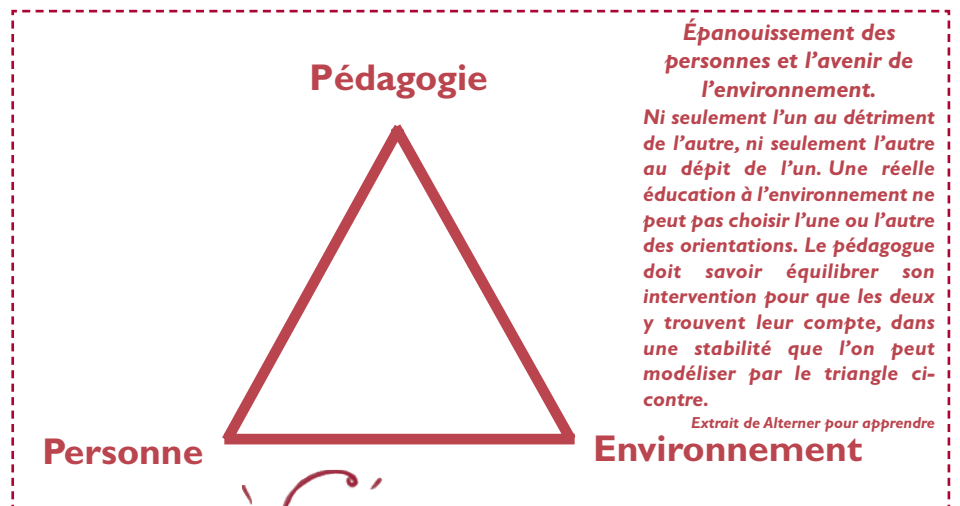 Pédagogie
Personne
Environnement
Épanouissement des
personnes et l’avenir de
l’environnement.
Ni seulement l’un au détriment
de l’autre, ni seulement l’autre
au dépit de l’un. Une réelle
éducation à l’environnement ne
peut pas choisir l’une ou l’autre
des orientations. Le pédagogue
doit savoir équilibrer son
intervention pour que les deux
y trouvent leur compte, dans
une stabilité que l’on peut
modéliser par le triangle ci-
contre.
Extrait de Alterner pour apprendre